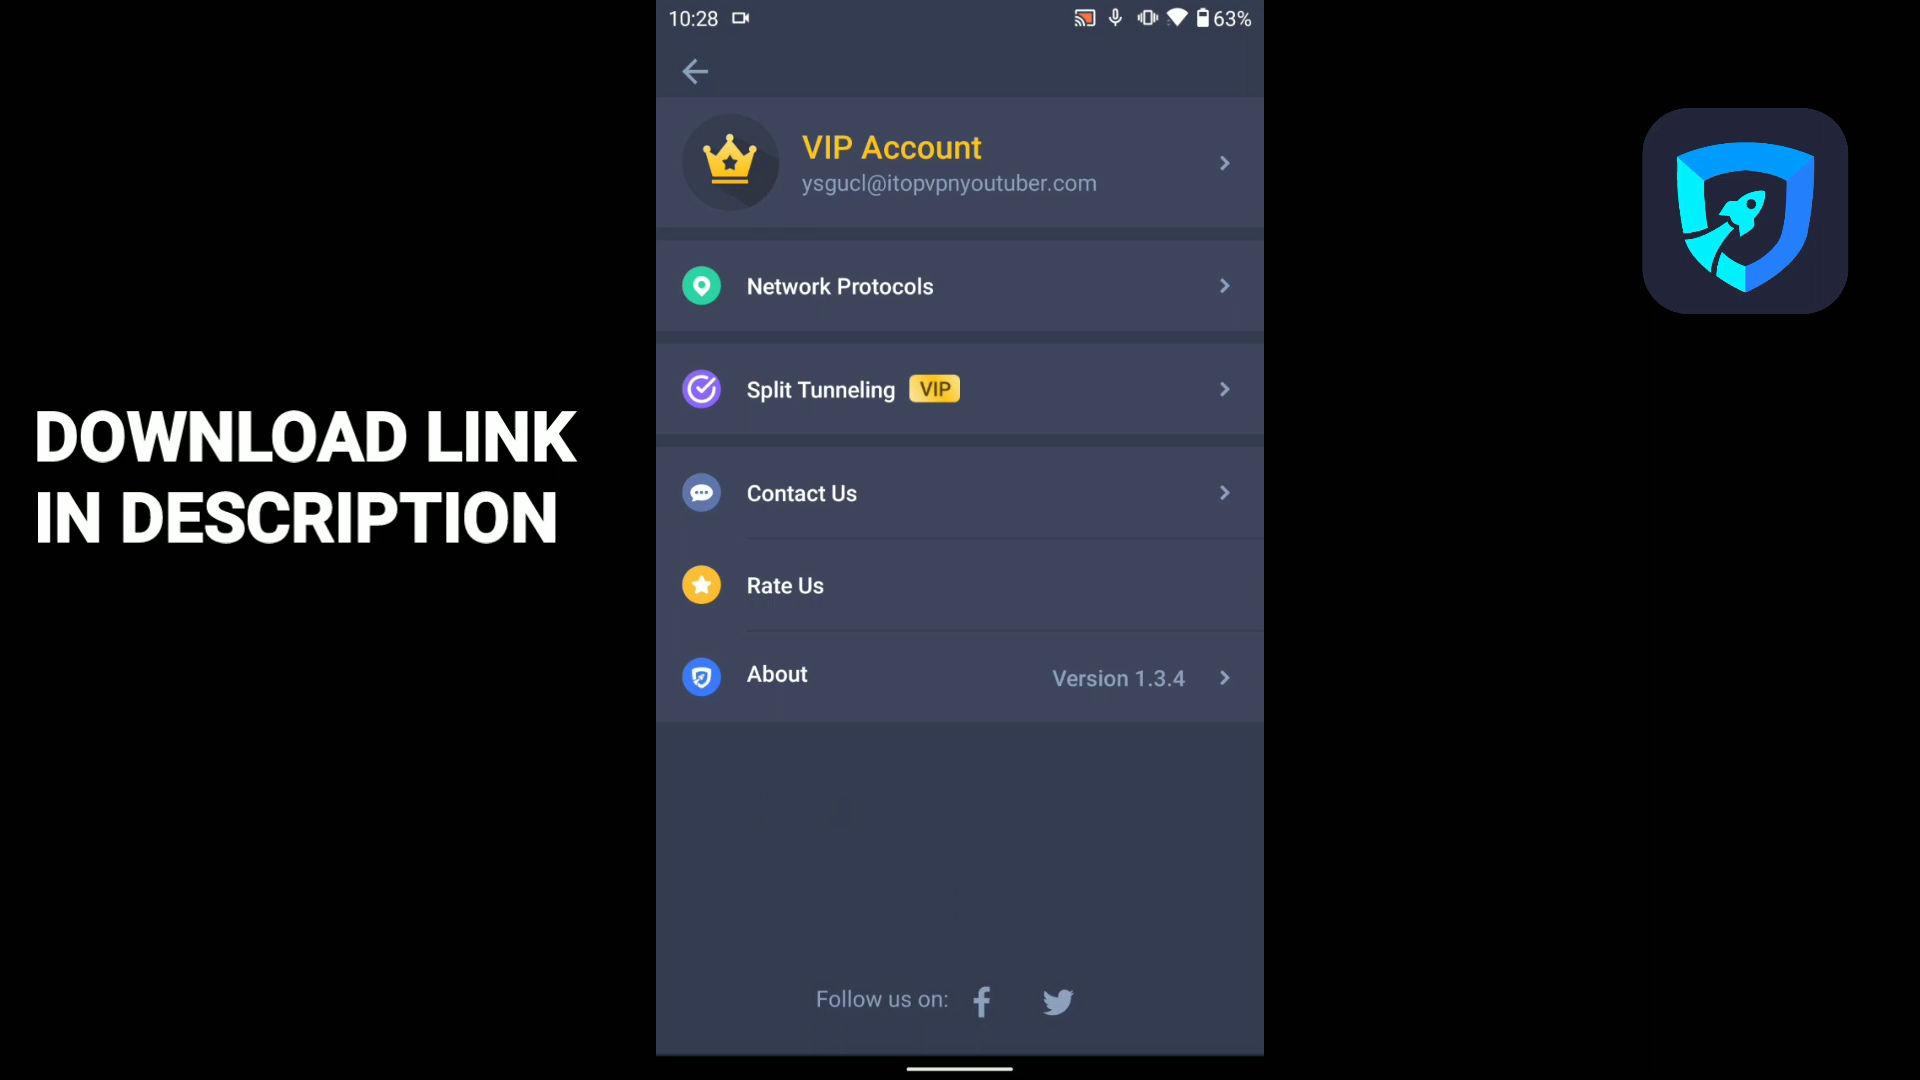 10:28
63%
VIP Account
ysgucl@itopvpnyoutuber.com
Network Protocols
Split Tunneling VIP
Contact Us
Rate Us
About
Version 1.3.4
Follow us on:
DOWNLOAD LINK
IN DESCRIPTION